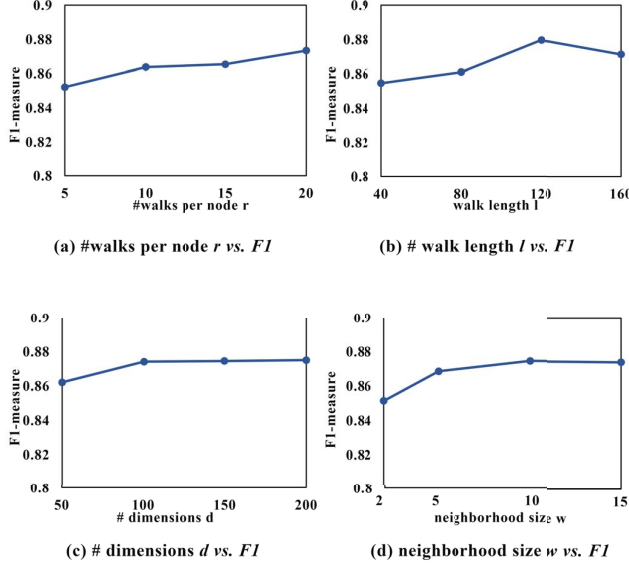 0.9
0.88
0.86
0.84
0.82
0.8
F1-measure
5 10 15 20
#walks per node r
(a) #walks per node r vs. F1
0.9
0.88
0.86
0.84
0.82
0.8
F1-measure
40 80 120 160
walk length l
(b) # walk length l vs. F1
0.9
0.88
0.86
0.84
0.82
0.8
F1-measure
50 100 150 200
# dimensions d
(c) # dimensions d vs. F1
0.9
0.88
0.86
0.84
0.82
0.8
F1-measure
2 5 10 15
neighborhood size w
(d) neighborhood size w vs. F1